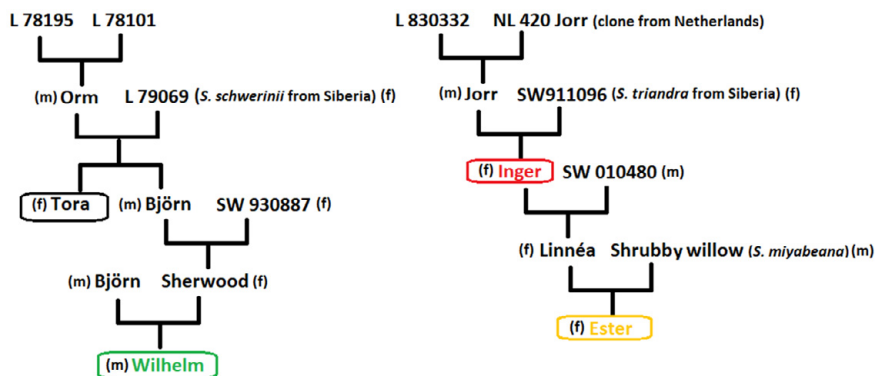 L 78195 L 78101
(m) Orm L 79069 (S. schwerinii from Siberia) (f)
(f) Tora (m) Björn SW 930887 (f)
(m) Björn Sherwood (f)
(m) Wilhelm
L 830332 NL 420 Jorr (clone from Netherlands)
(m) Jorr SW911096 (S. triandra from Siberia) (f)
(f) Inger SW 010480 (m)
(f) Linnéa Shrubby willow (S. miyabeana) (m)
(f) Ester